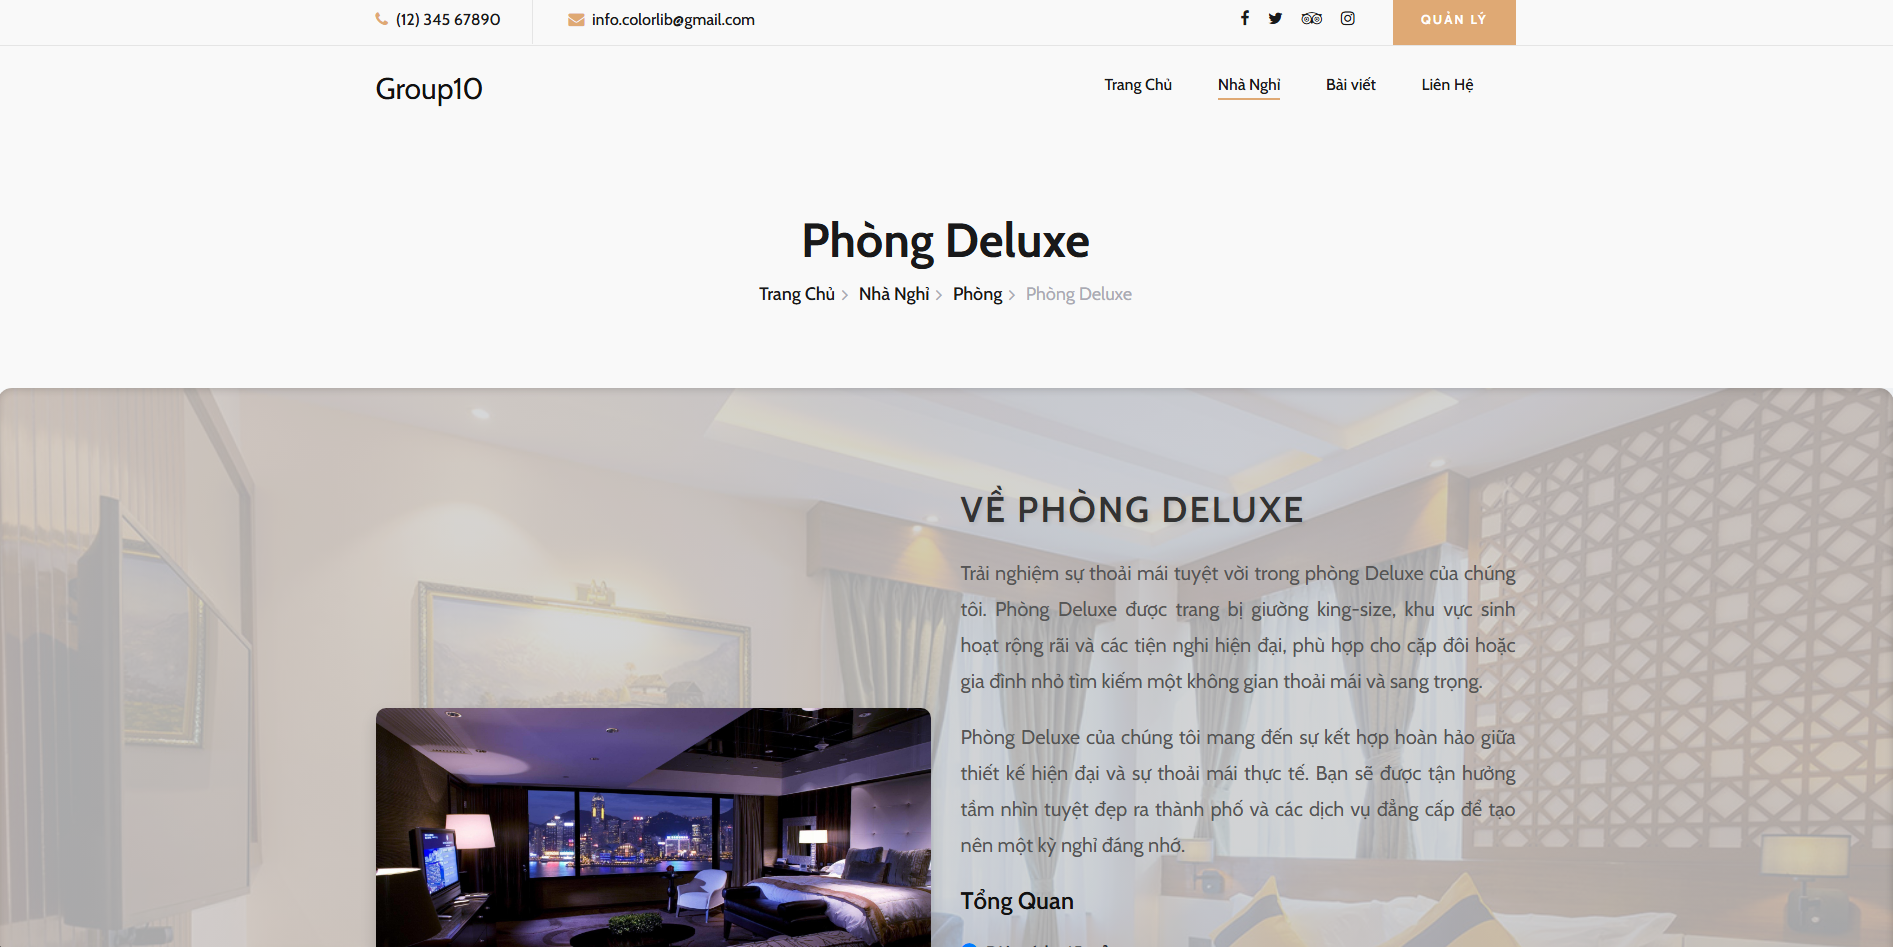 (12) 345 67890
info.colorlib@gmail.com
QUẢN LÝ
Group10
Trang Chủ
Nhà Nghỉ
Bài viết
Liên Hệ
Phòng Deluxe
Trang Chủ > Nhà Nghỉ > Phòng > Phòng Deluxe
VỀ PHÒNG DELUXE
Trải nghiệm sự thoải mái tuyệt vời trong phòng Deluxe của chúng
tôi. Phòng Deluxe được trang bị giường king-size, khu vực sinh
hoạt rộng rãi và các tiện nghi hiện đại, phù hợp cho cặp đôi hoặc
gia đình nhỏ tìm kiếm một không gian thoải mái và sang trọng.
Phòng Deluxe của chúng tôi mang đến sự kết hợp hoàn hảo giữa
thiết kế hiện đại và sự thoải mái thực tế. Bạn sẽ được tận hưởng
tầm nhìn tuyệt đẹp ra thành phố và các dịch vụ đẳng cấp để tạo
nên một kỳ nghỉ đáng nhớ.
Tổng Quan